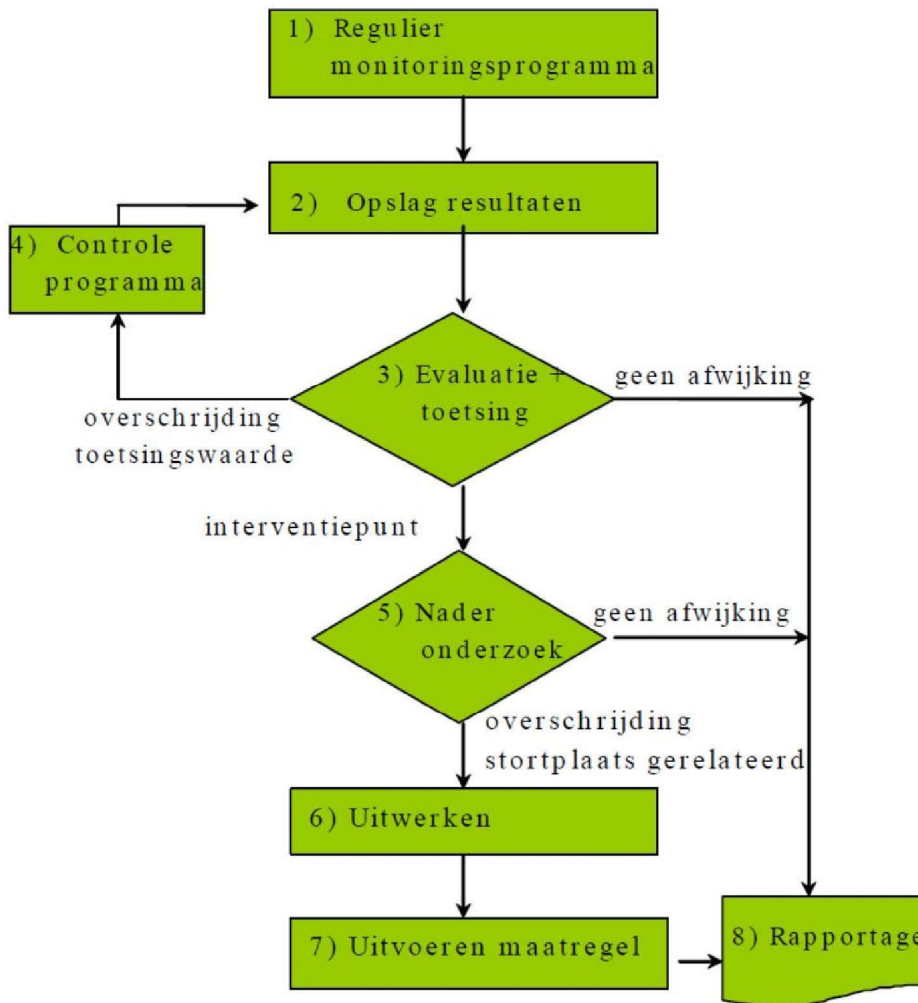 1) Regulier
monitoringsprogramma
2) Opslag resultaten
4) Controle
programma
3) Evaluatie +
toetsing
geen afwijking
overschrijding
toetsingswaarde
interventiepunt
5) Nader
onderzoek
geen afwijking
overschrijding
stortplaats gerelateerd
6) Uitwerken
7) Uitvoeren maatregel
8) Rapportage